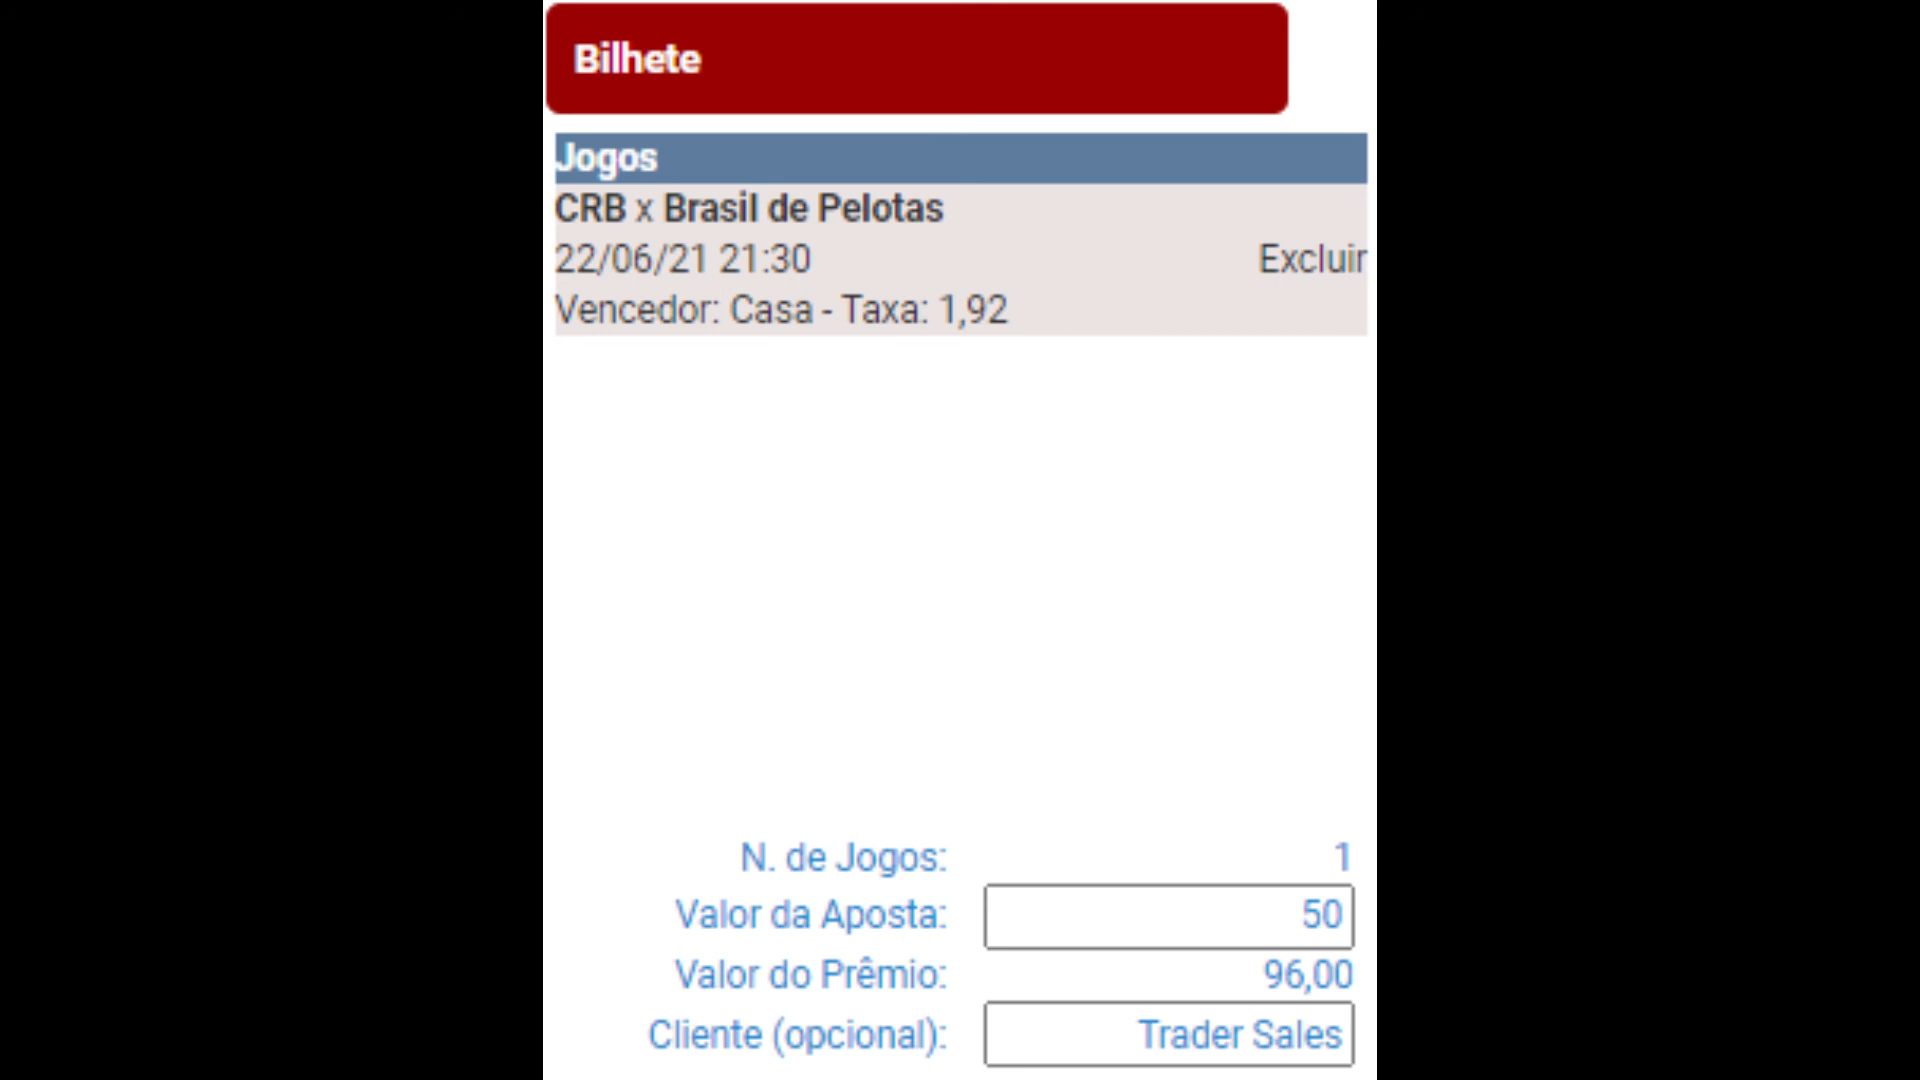 Bilhete
Jogos
CRB x Brasil de Pelotas
22/06/21 21:30 Excluir
Vencedor: Casa - Taxa: 1,92
N. de Jogos: 1
Valor da Aposta: 50
Valor do Prêmio: 96,00
Cliente (opcional): Trader Sales